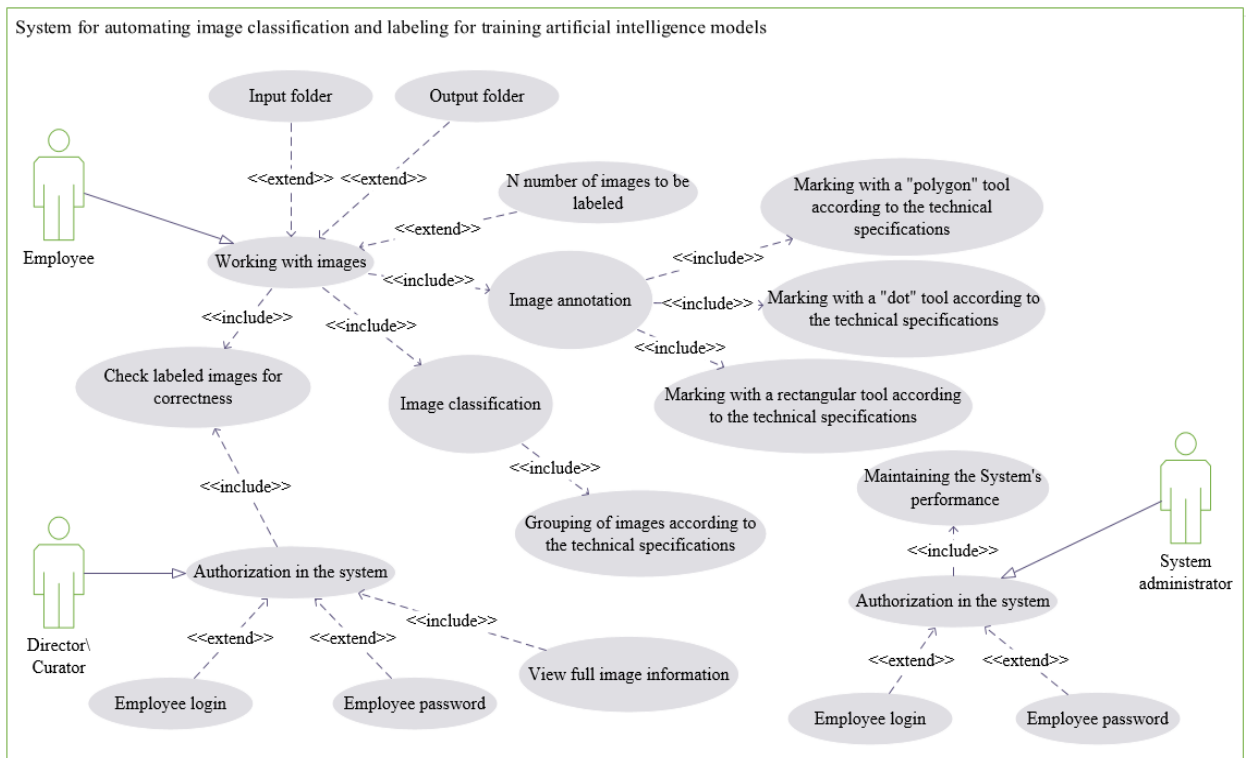 System for automating image classification and labeling for training artificial intelligence models
Input folder
Output folder
<<extend>>
<<extend>>
N number of images to be
labeled
<<extend>>
Marking with a "polygon" tool
according to the technical
specifications
Employee
Working with images
<<include>>
<<include>>
Image annotation
<<include>>
Marking with a "dot" tool according to
the technical specifications
<<include>>
<<include>>
<<include>>
Check labeled images for
correctness
Image classification
Marking with a rectangular tool according
to the technical specifications
<<include>>
<<include>>
Grouping of images according to
the technical specifications
Maintaining the System's
performance
<<include>>
System
administrator
Authorization in the system
Authorization in the system
Director\
Curator
<<extend>>
<<extend>>
<<include>>
View full image information
Employee login
Employee password
<<extend>>
<<extend>>
Employee login
Employee password